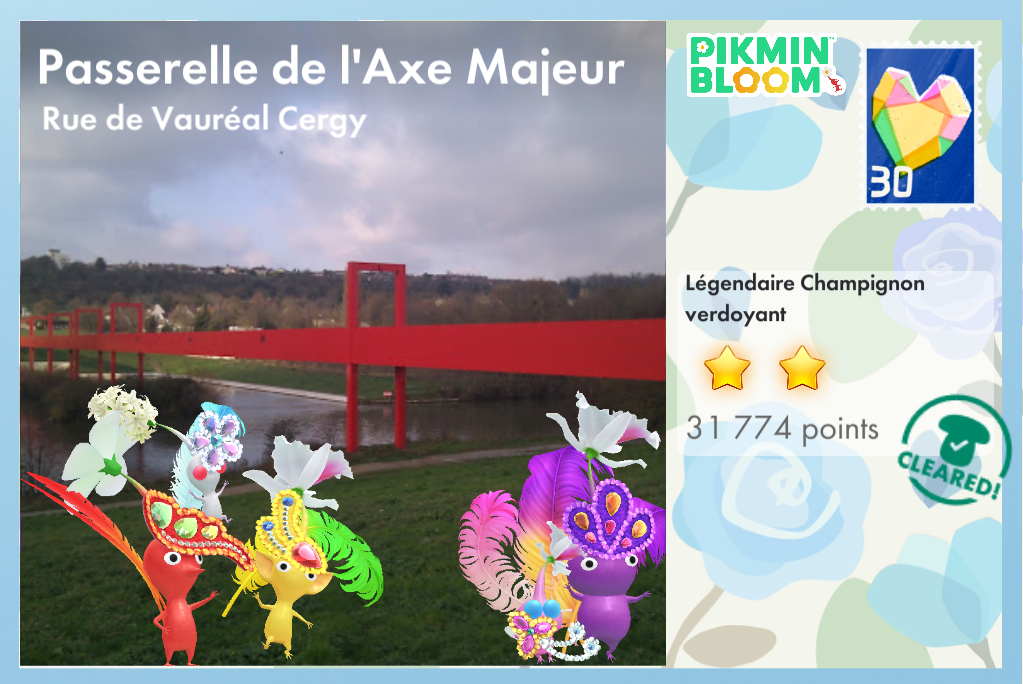 Passerelle de l'Axe Majeur
Rue de Vauréal Cergy
PIKMIN
BLOOM
30
Légendaire Champignon
verdoyant
31 774 points
CLEARED!